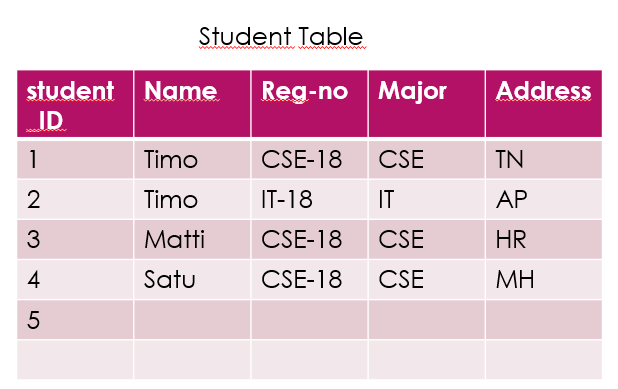 Student Table
student_ID Name Reg-no Major Address
1 Timo CSE-18 CSE TN
2 Timo IT-18 IT AP
3 Matti CSE-18 CSE HR
4 Satu CSE-18 CSE MH
5